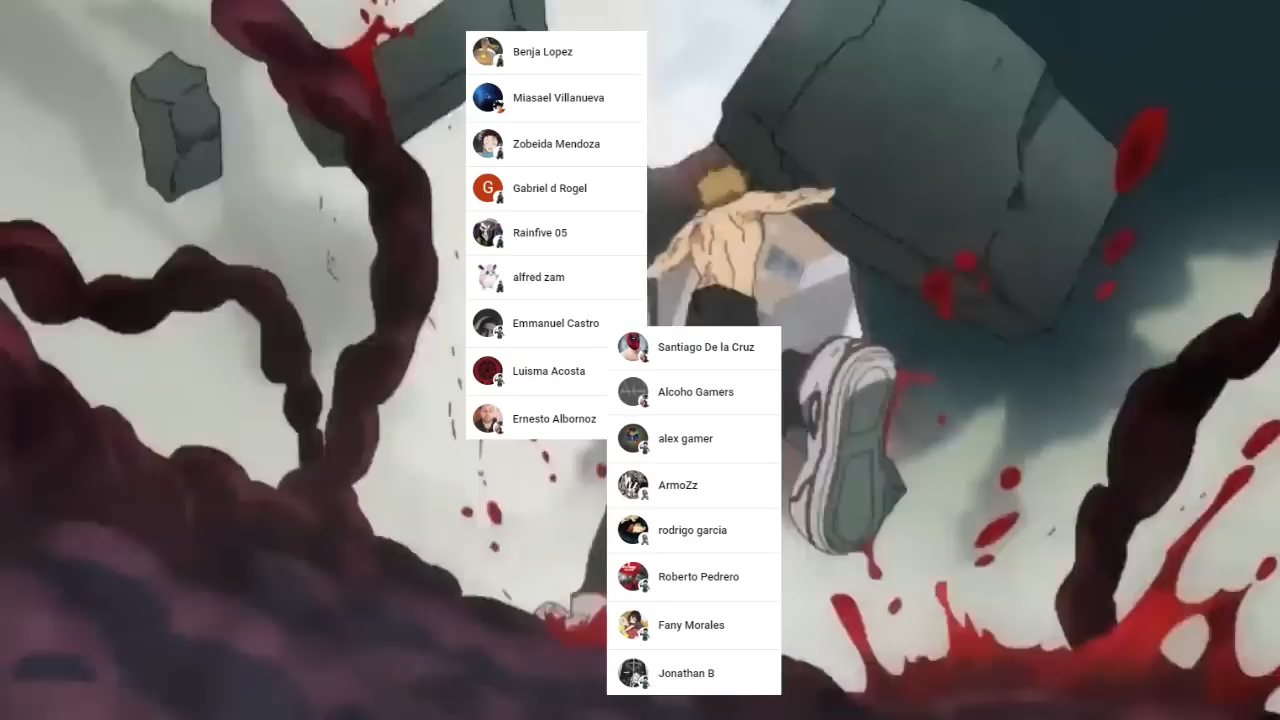 Benja Lopez
Miasael Villanueva
Zobeida Mendoza
G
Gabriel d Rogel
Rainfive 05
alfred zam
Emmanuel Castro
Luisma Acosta
Ernesto Albornoz
Santiago De la Cruz
Alcoho Gamers
alex gamer
ArmoZz
rodrigo garcia
Roberto Pedrero
Fany Morales
Jonathan B